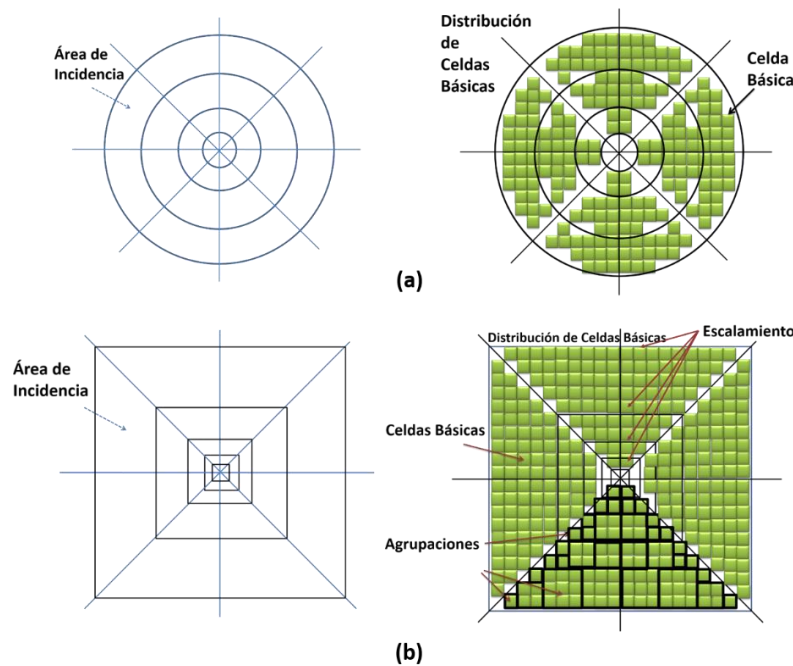 Área de
Incidencia
Distribución
de
Celdas
Básicas
Celda
Básica
(a)
Área de
Incidencia
Distribución de Celdas Básicas
Escalamiento
Celdas Básicas
Agrupaciones
(b)